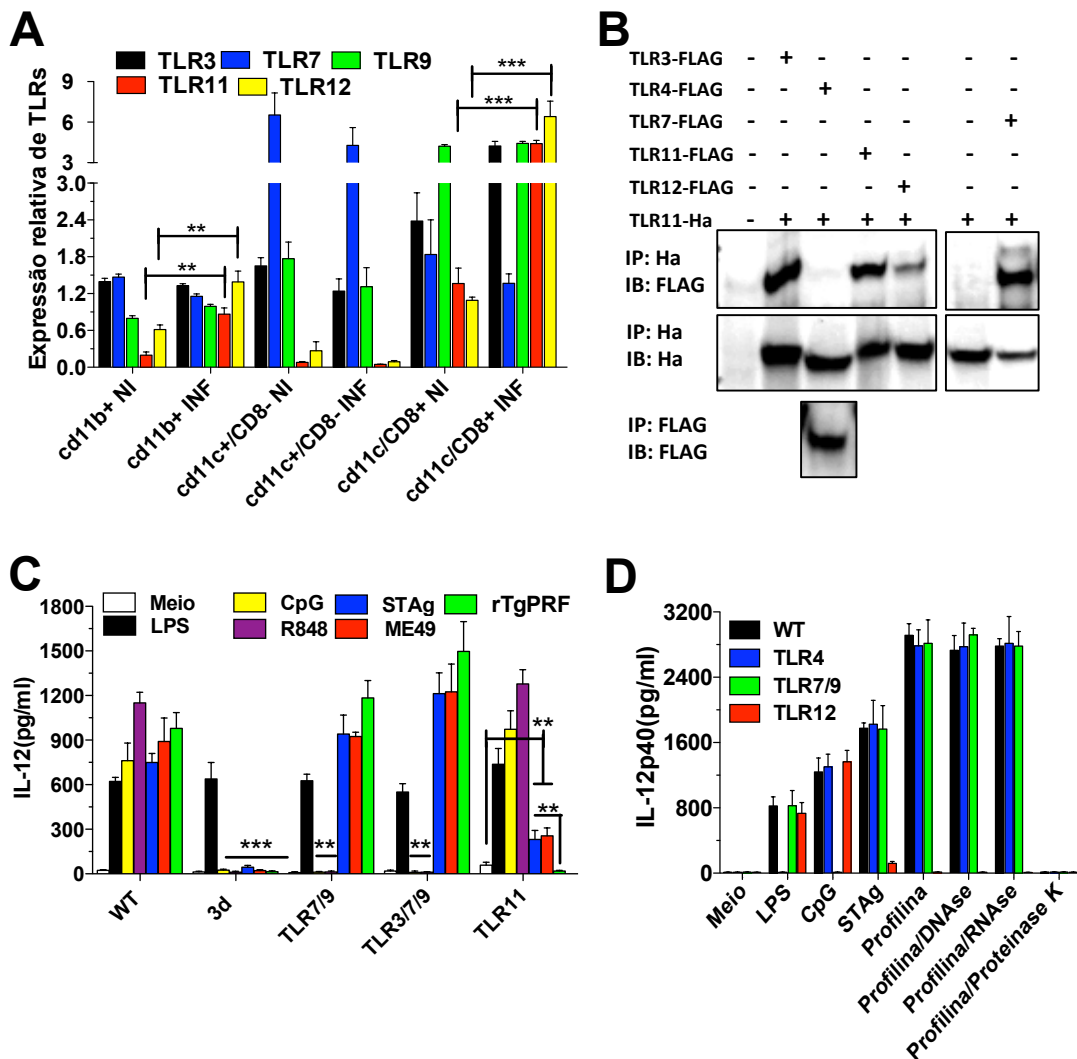 A
TLR3 TLR7 TLR9
TLR11 TLR12
Expressão relativa de TLRs
9
6
3
1.8
1.2
0.6
0.0
*** 
***
**
**
cd11b+ NI
cd11b+ INF
cd11c+/CD8- NI
cd11c+/CD8- INF
cd11c/CD8+ NI
cd11c/CD8+ INF
B
TLR3-FLAG - + - - - - -
TLR4-FLAG - - + - - - -
TLR7-FLAG - - - - - - +
TLR11-FLAG - - - + - - -
TLR12-FLAG - - - - + - -
TLR11-Ha - + + + + + +
IP: Ha
IB: FLAG
IP: Ha
IB: Ha
IP: FLAG
IB: FLAG
C
Meio CpG STAg rTgPRF
LPS R848 ME49
IL-12(pg/ml)
1800
1500
1200
900
600
300
0
***
**
**
**
**
WT
3d
TLR7/9
TLR3/7/9
TLR11
D
WT
TLR4
TLR7/9
TLR12
IL-12p40(pg/ml)
3200
2400
1600
800
0
Meio
LPS
CpG
STAg
Profilina
Profilina/DNAse
Profilina/RNAse
Profilina/Proteinase K